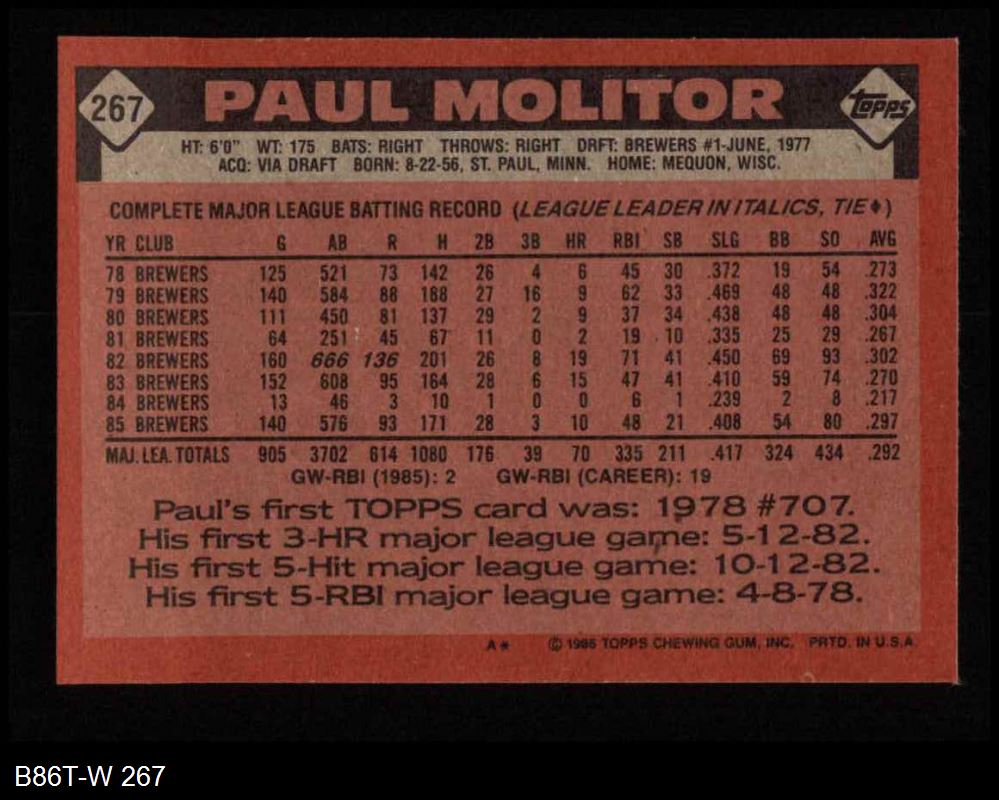 267 PAUL MOLITOR Topps
HT: 6'0" WT: 175 BATS: RIGHT THROWS: RIGHT DRFT: BREWERS #1-JUNE, 1977
ACQ: VIA DRAFT BORN: 8-22-56, ST. PAUL, MINN. HOME: MEQUON, WISC.
COMPLETE MAJOR LEAGUE BATTING RECORD (LEAGUE LEADER IN ITALICS, TIE♦)
YR CLUB G AB R H 2B 3B HR RBI SB SLG BB SO AVG
78 BREWERS 125 521 73 142 26 4 6 45 30 .372 19 54 .273
79 BREWERS 140 584 88 188 27 16 9 62 33 .469 48 48 .322
80 BREWERS 111 450 81 137 29 2 9 37 34 .438 48 48 .304
81 BREWERS 64 251 45 67 11 0 2 19 10 .335 25 29 .267
82 BREWERS 160 666 136 201 26 8 19 71 41 .450 69 93 .302
83 BREWERS 152 608 95 164 28 6 15 47 41 .410 59 74 .270
84 BREWERS 13 46 3 10 1 0 0 6 1 .239 2 8 .217
85 BREWERS 140 576 93 171 28 3 10 48 21 .408 54 80 .297
MAJ. LEA. TOTALS 905 3702 614 1080 176 39 70 335 211 .417 324 434 .292
GW-RBI (1985): 2 GW-RBI (CAREER): 19
Paul's first TOPPS card was: 1978 #707.
His first 3-HR major league game: 5-12-82.
His first 5-Hit major league game: 10-12-82.
His first 5-RBI major league game: 4-8-78.
A* © 1986 TOPPS CHEWING GUM, INC. PRTD. IN U.S.A.
B86T-W 267